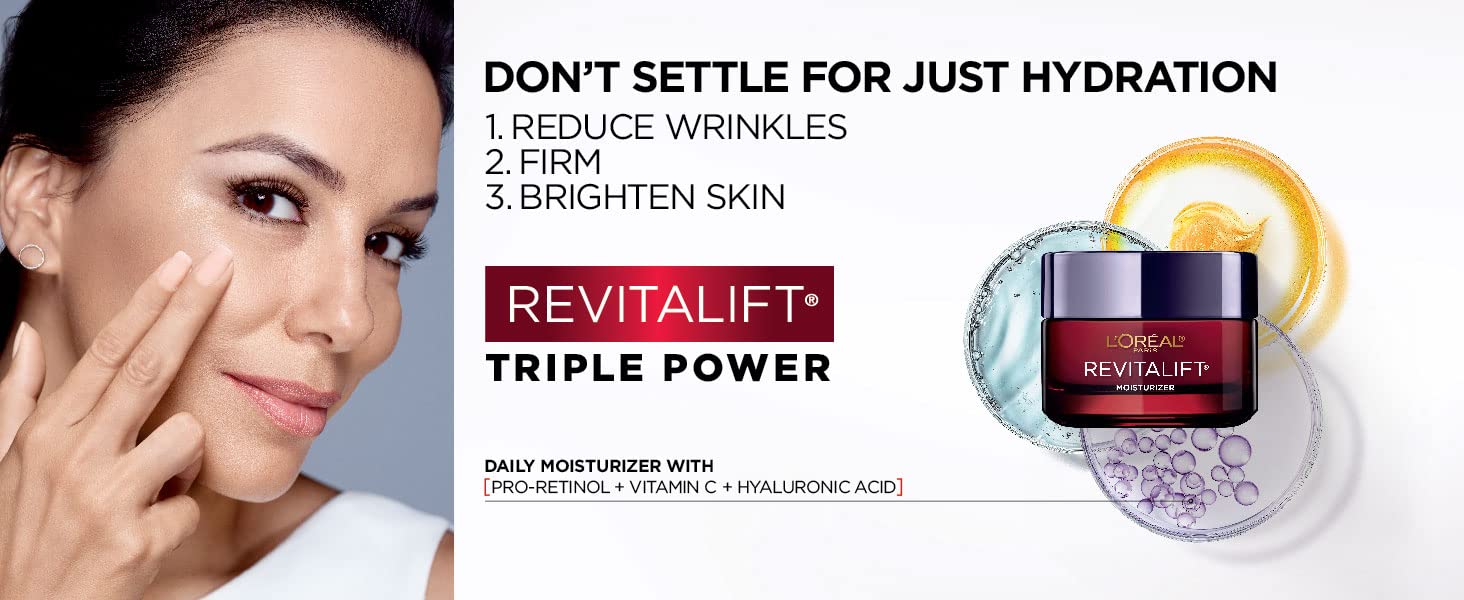 DON'T SETTLE FOR JUST HYDRATION
1. REDUCE WRINKLES
2. FIRM
3. BRIGHTEN SKIN
REVITALIFT®
TRIPLE POWER
DAILY MOISTURIZER WITH
[PRO-RETINOL + VITAMIN C + HYALURONIC ACID]
L'ORÉAL®
PARIS
REVITALIFT®
MOISTURIZER